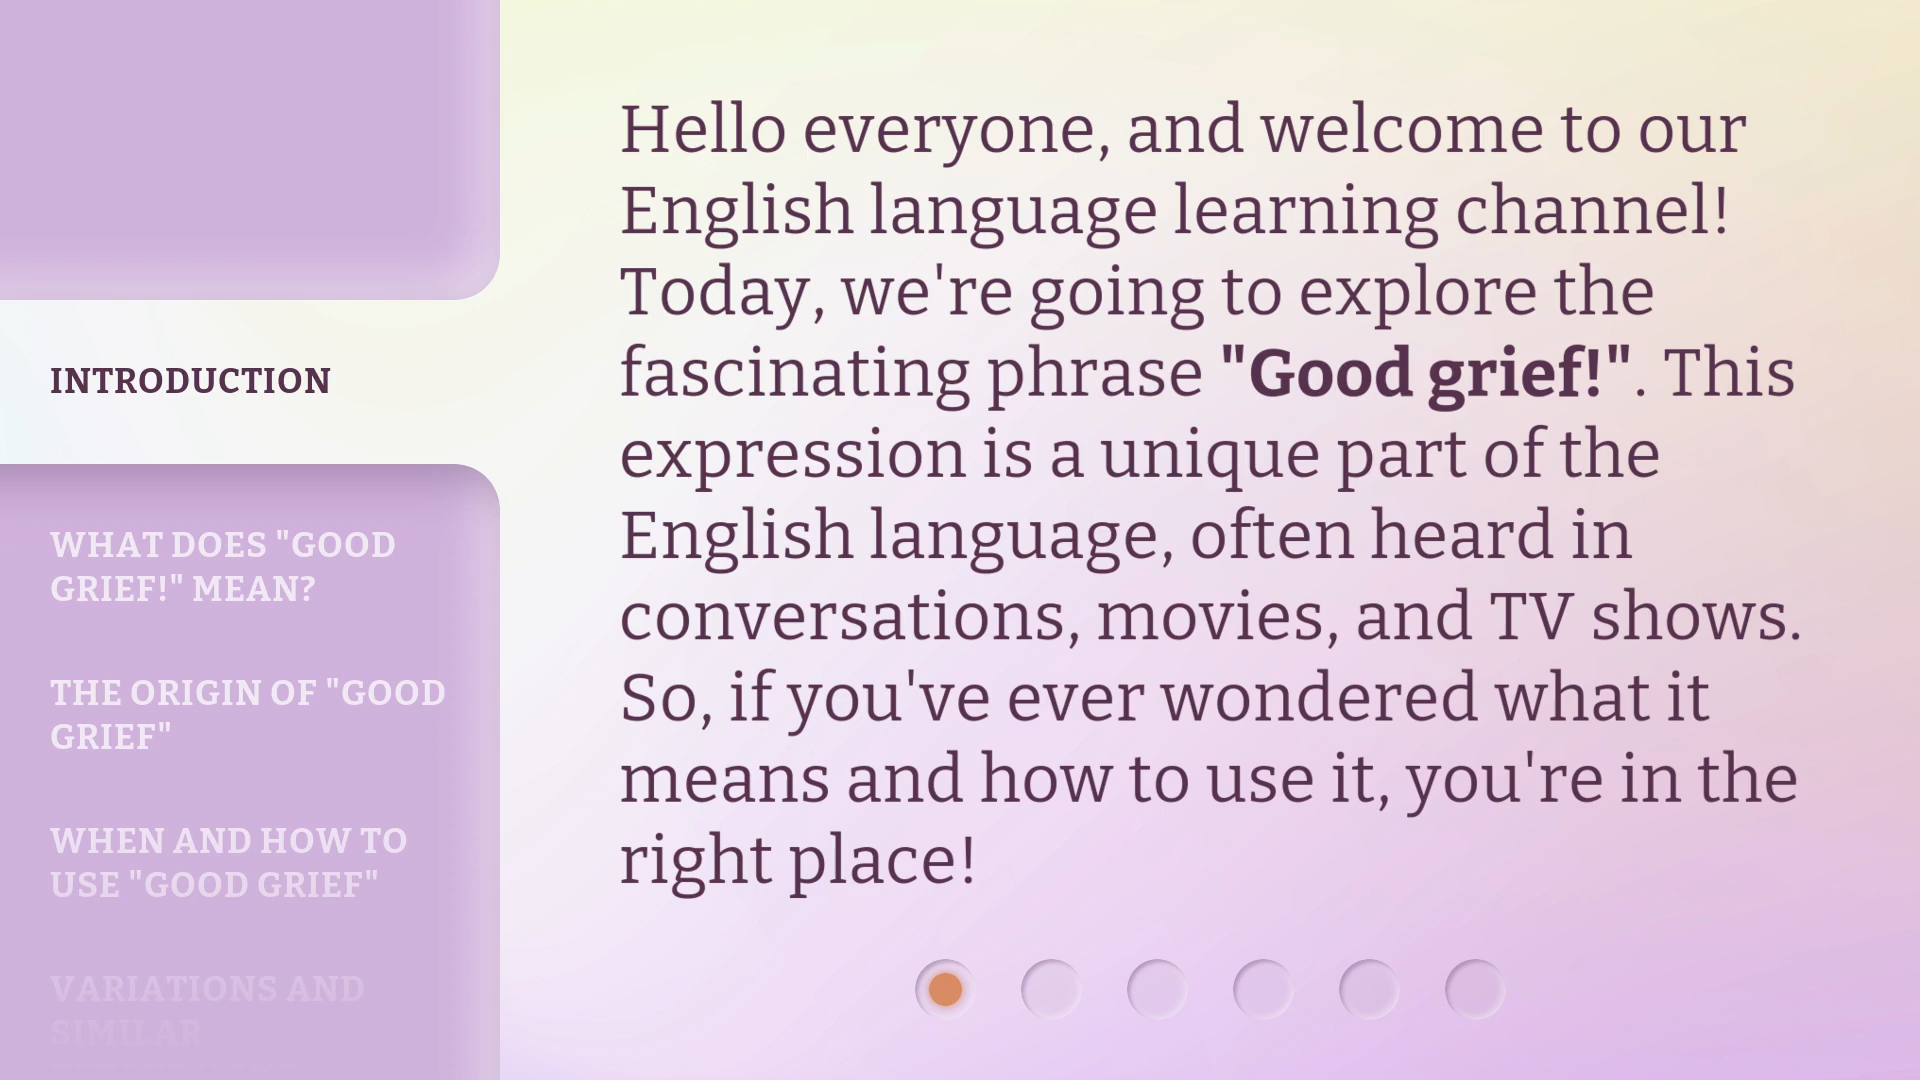 INTRODUCTION
WHAT DOES "GOOD
GRIEF!" MEAN?
THE ORIGIN OF "GOOD
GRIEF"
WHEN AND HOW TO
USE "GOOD GRIEF"
VARIATIONS AND
SIMILAR
Hello everyone, and welcome to our
English language learning channel!
Today, we're going to explore the
fascinating phrase "Good grief!". This
expression is a unique part of the
English language, often heard in
conversations, movies, and TV shows.
So, if you've ever wondered what it
means and how to use it, you're in the
right place!